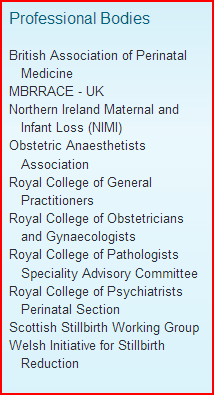 Professional Bodies
British Association of Perinatal
Medicine
MBRRACE - UK
Northern Ireland Maternal and
Infant Loss (NIMI)
Obstetric Anaesthetists
Association
Royal College of General
Practitioners
Royal College of Obstetricians
and Gynaecologists
Royal College of Pathologists
Speciality Advisory Committee
Royal College of Psychiatrists
Perinatal Section
Scottish Stillbirth Working Group
Welsh Initiative for Stillbirth
Reduction